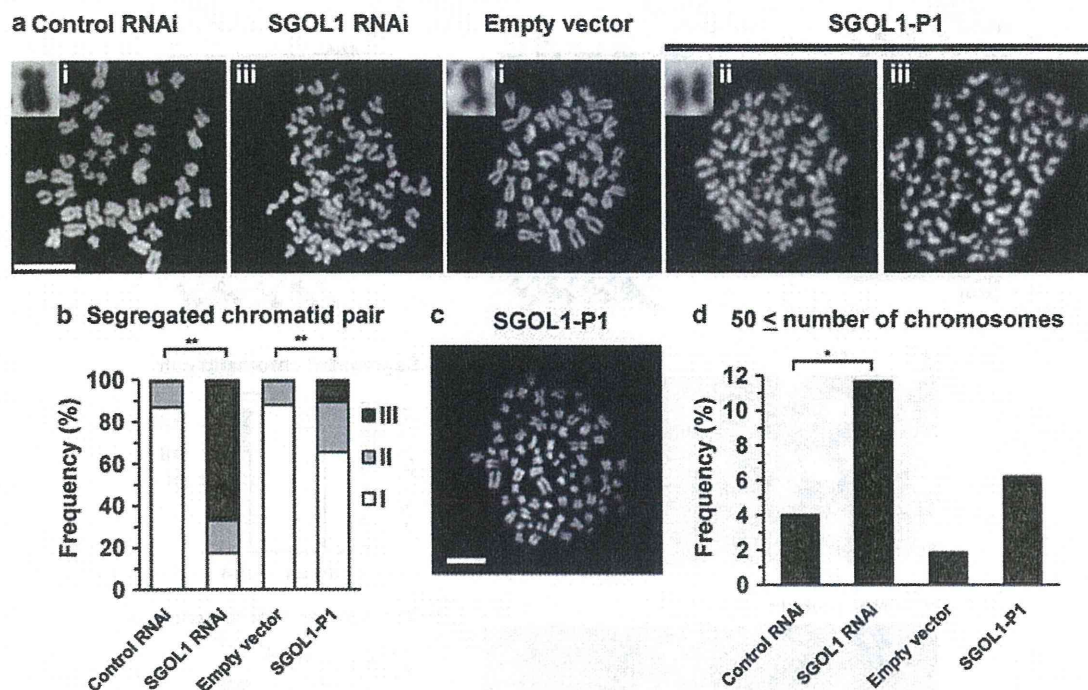 a Control RNAi SGOL1 RNAi Empty vector SGOL1-P1
i iii i ii iii
b Segregated chromatid pair
** **
100
80
60
40
20
0
Frequency (%)
III
II
I
Control RNAi
SGOL1 RNAi
Empty vector
SGOL1-P1
c SGOL1-P1
d 50 ≤ number of chromosomes
*
12
10
8
6
4
2
0
Frequency (%)
Control RNAi
SGOL1 RNAi
Empty vector
SGOL1-P1